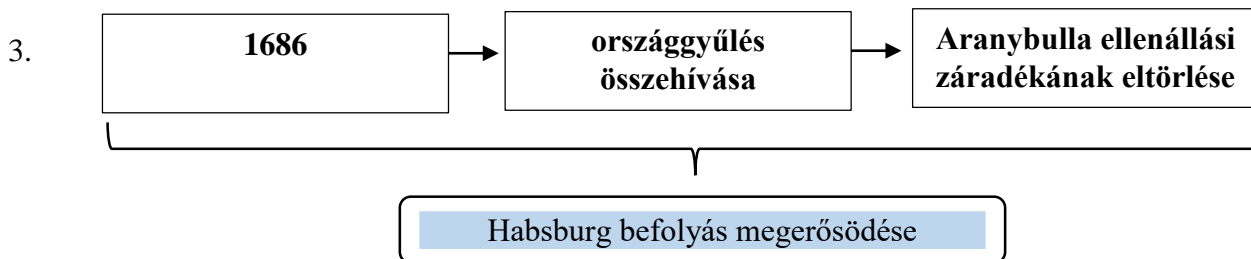 3.
1686
országgyűlés
összehívása
Aranybulla ellenállási
záradékának eltörlése
Habsburg befolyás megerősödése